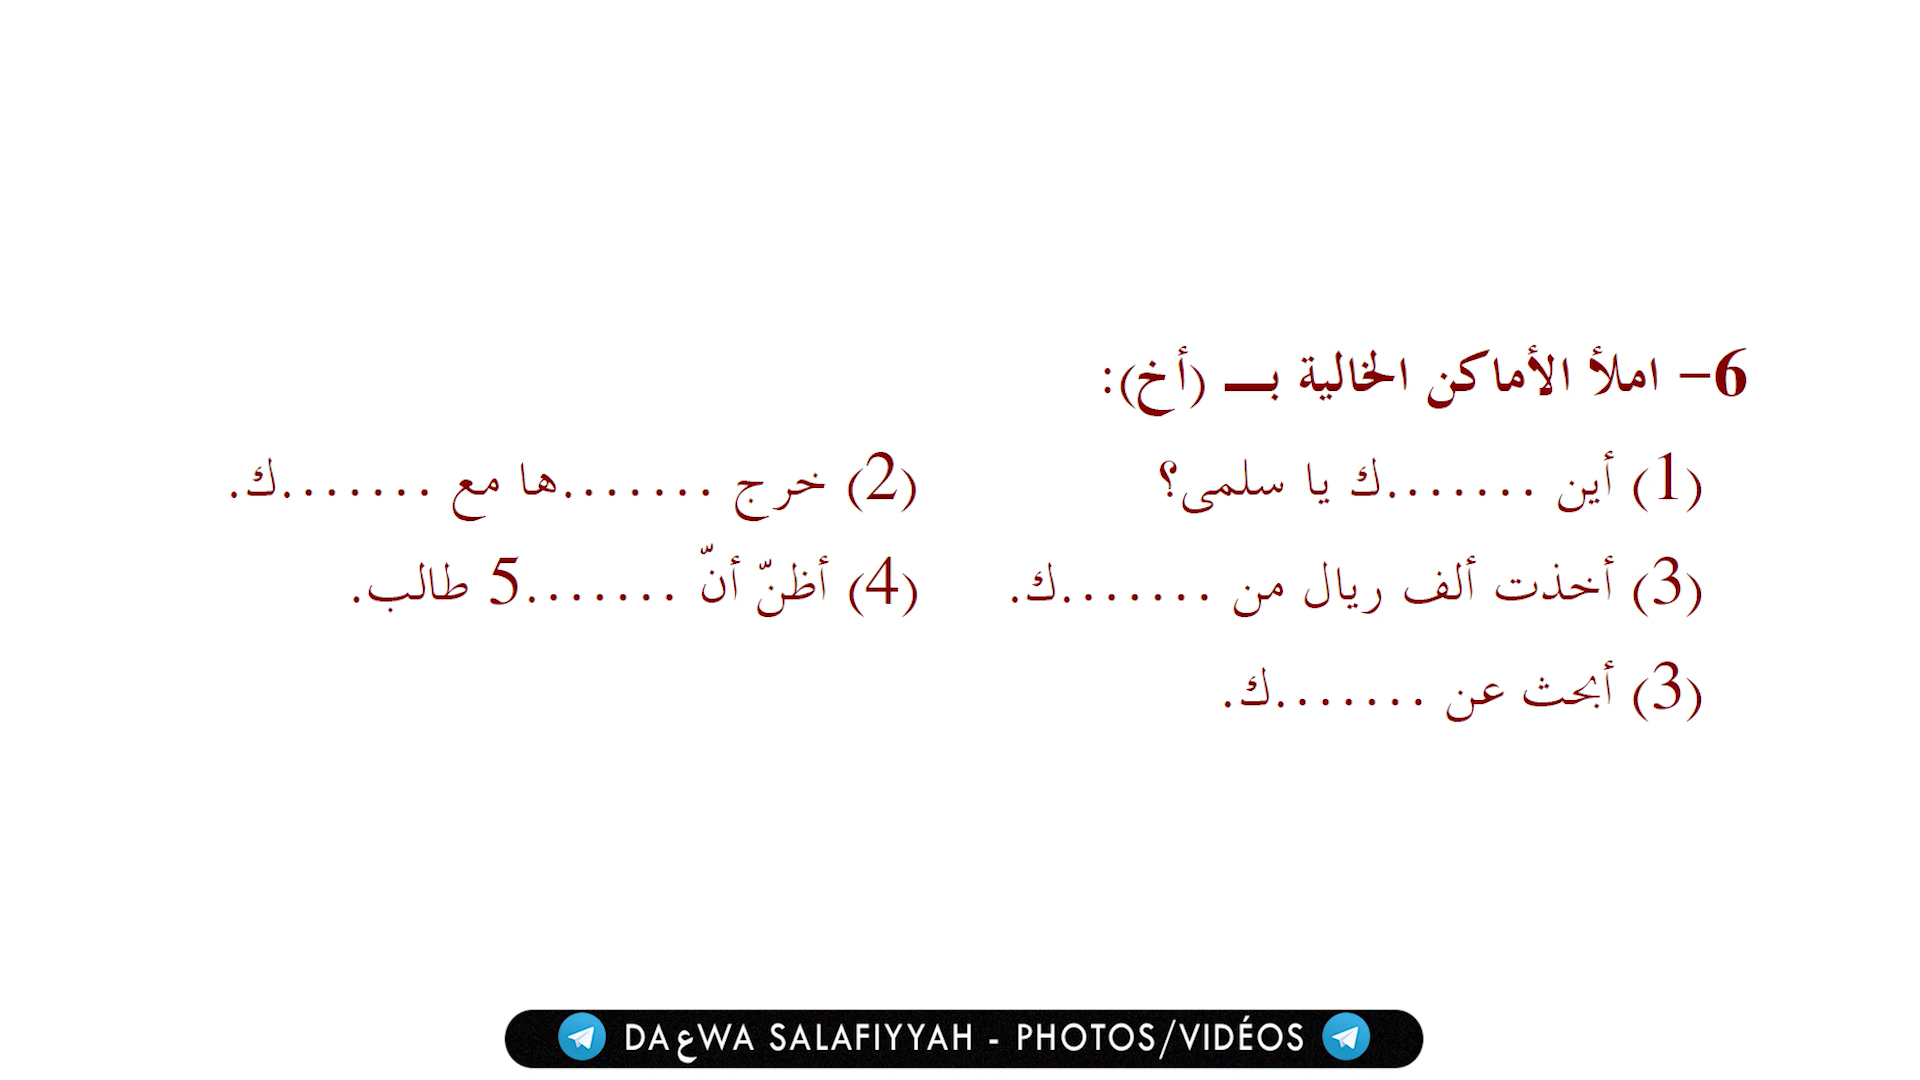 6– املأ الأماكن الخالية بـــ (أخ):
(1) أين .......ك يا سلمى؟ (2) خرج .......ها مع .......ك.
(3) أخذت ألف ريال من .......ك. (4) أظنّ أنّ .......5 طالب.
(3) أبحث عن .......ك.
DAعWA SALAFIYYAH - PHOTOS/VIDÉOS